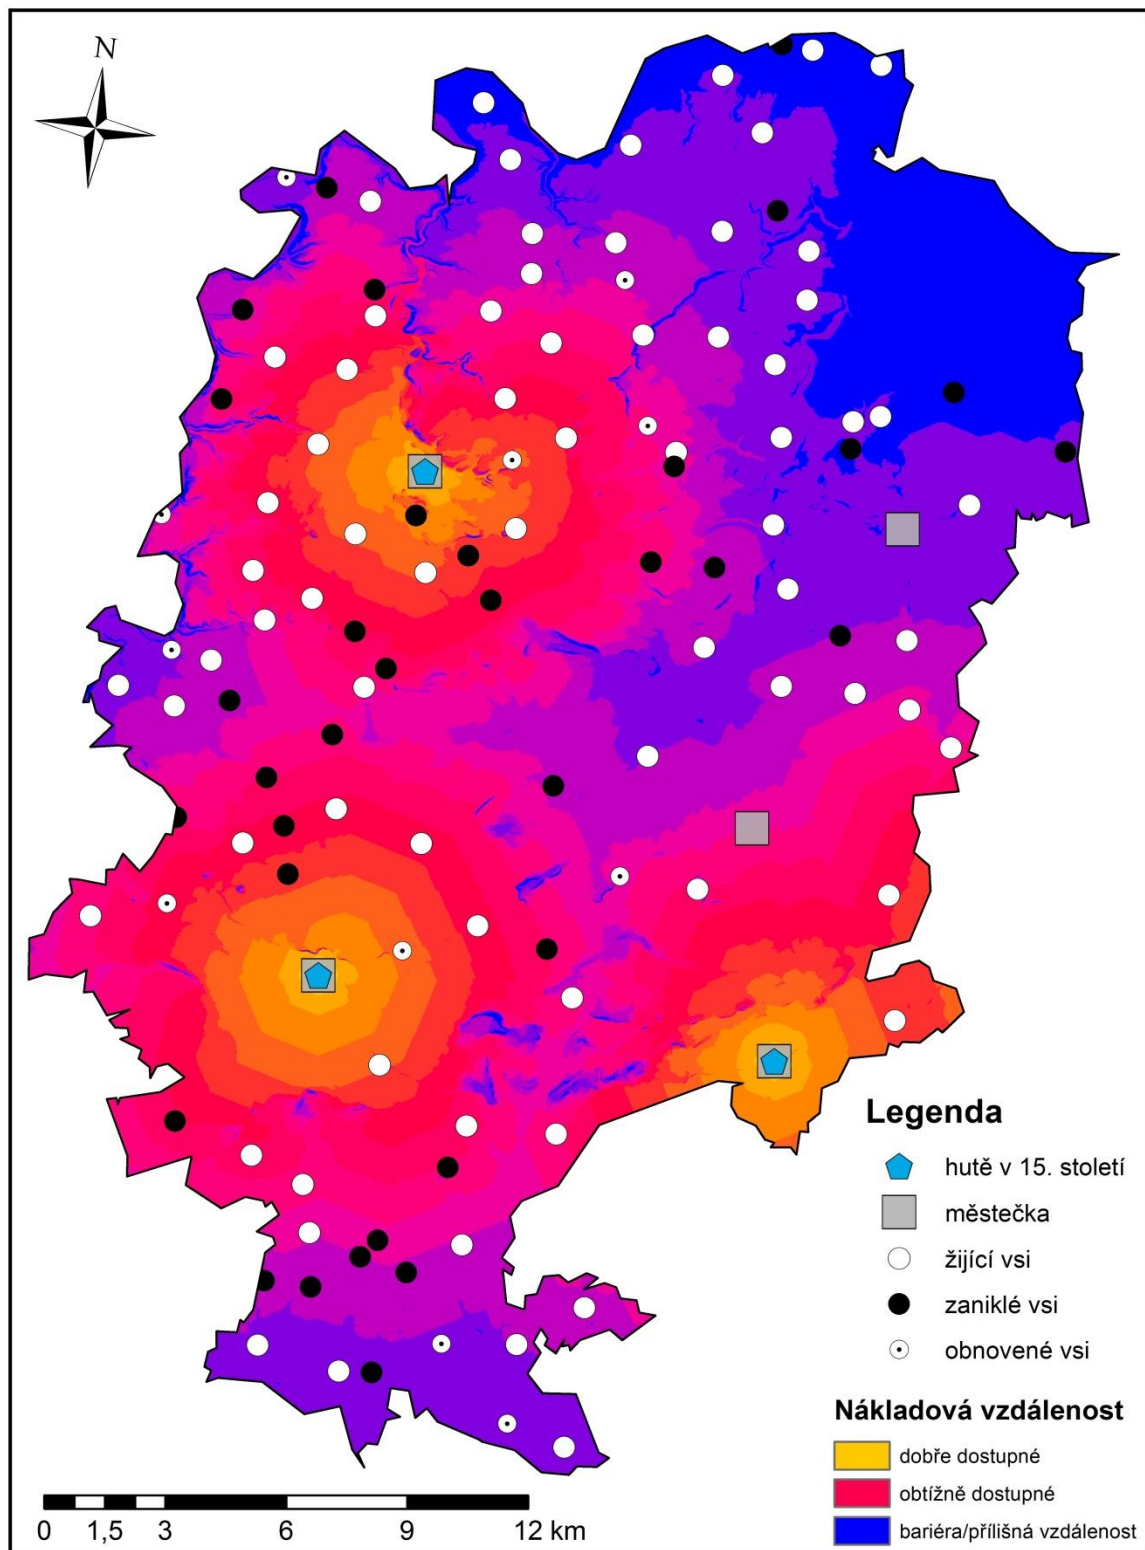 N
Legenda
hutě v 15. století
městečka
žijící vsi
zaniklé vsi
obnovené vsi
Nákladová vzdálenost
dobře dostupné
obtížně dostupné
bariéra/přílišná vzdálenost
0 1,5 3 6 9 12 km